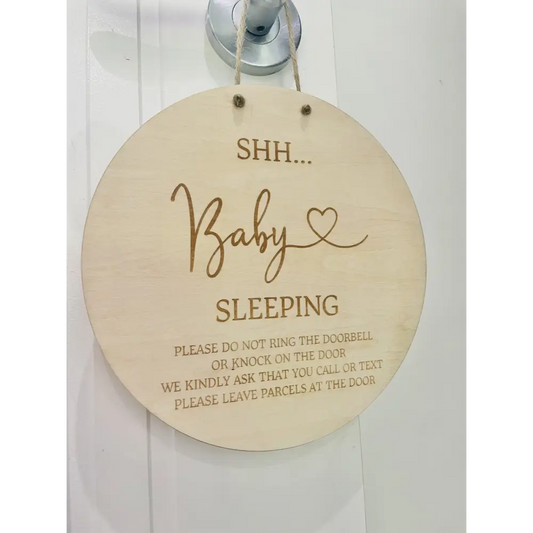 SHH...
Baby
SLEEPING
PLEASE DO NOT RING THE DOORBELL
OR KNOCK ON THE DOOR
WE KINDLY ASK THAT YOU CALL OR TEXT
PLEASE LEAVE PARCELS AT THE DOOR